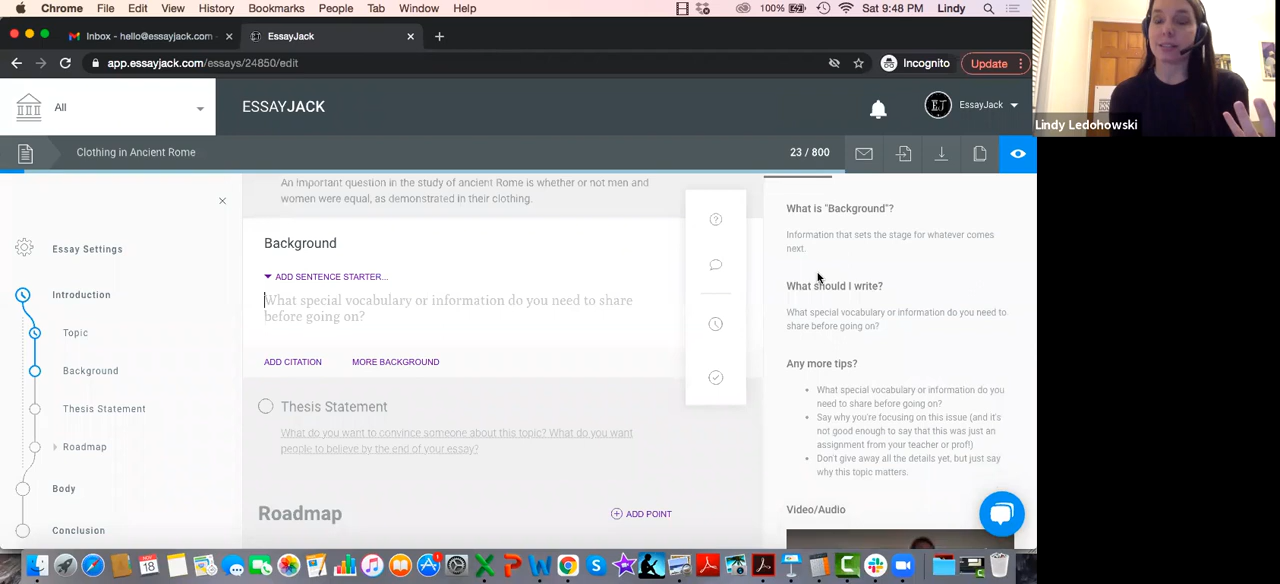 Chrome File Edit View History Bookmarks People Tab Window Help 100% Sat 9:48 PM Lindy
Inbox - hello@essayjack.com EssayJack
app.essayjack.com/essays/24850/edit Incognito Update
Lindy Ledohowski
All ESSAYJACK EJ EssayJack
Clothing in Ancient Rome 23 / 800
An important question in the study of ancient Rome is whether or not men and
women were equal, as demonstrated in their clothing.
Essay Settings
Introduction
Topic
Background
Thesis Statement
Roadmap
Body
Conclusion
Background
ADD SENTENCE STARTER...
What special vocabulary or information do you need to share
before going on?
ADD CITATION MORE BACKGROUND
Thesis Statement
What do you want to convince someone about this topic? What do you want
people to believe by the end of your essay?
Roadmap ADD POINT
What is "Background"?
Information that sets the stage for whatever comes
next.
What should I write?
What special vocabulary or information do you need to
share before going on?
Any more tips?
What special vocabulary or information do you
need to share before going on?
Say why you're focusing on this issue (and it's
not good enough to say that this was just an
assignment from your teacher or prof!)
Don't give away all the details yet, but just say
why this topic matters.
Video/Audio
NOV
18